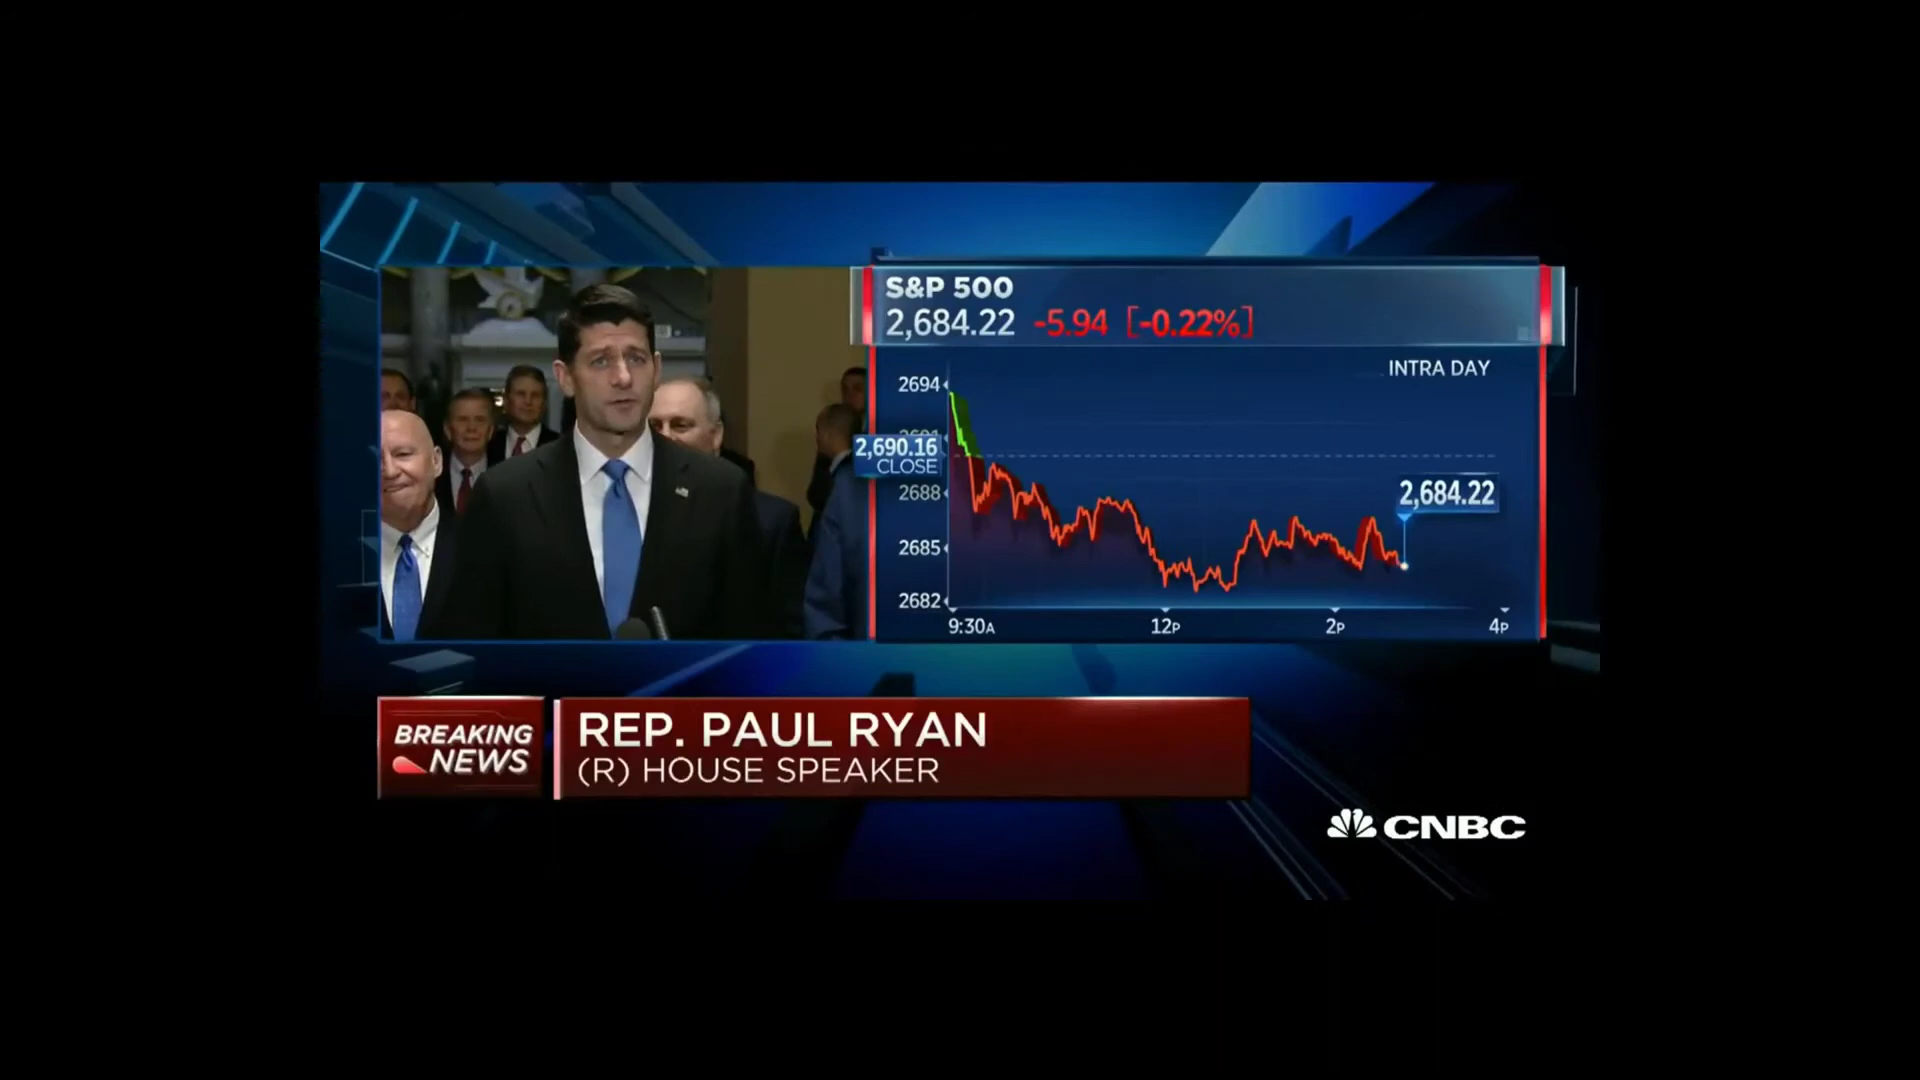 S&P 500
2,684.22 -5.94 [-0.22%]
INTRA DAY
2694
2,690.16
CLOSE
2688
2,684.22
2685
2682
9:30A 12P 2P 4P
BREAKING
NEWS
REP. PAUL RYAN
(R) HOUSE SPEAKER
CNBC